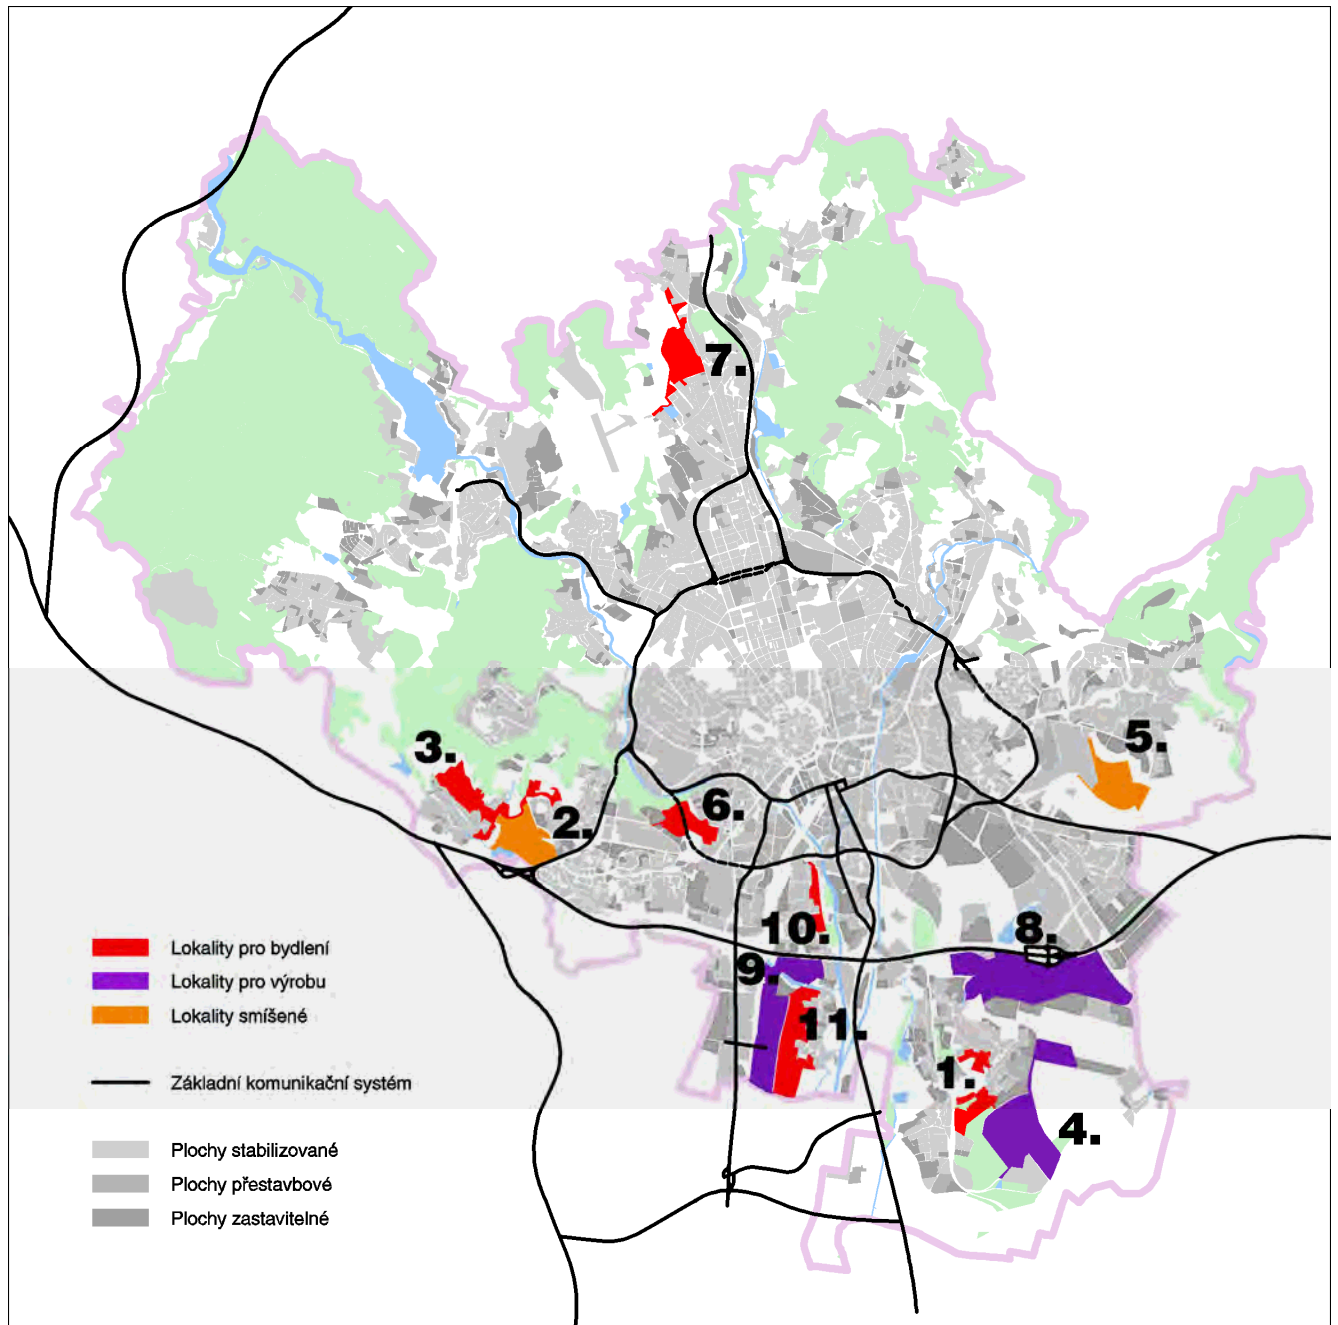 7.
5.
3.
2.
6.
10.
8.
9.
11.
1.
4.
Lokality pro bydlení
Lokality pro výrobu
Lokality smíšené
Základní komunikační systém
Plochy stabilizované
Plochy přestavbové
Plochy zastavitelné